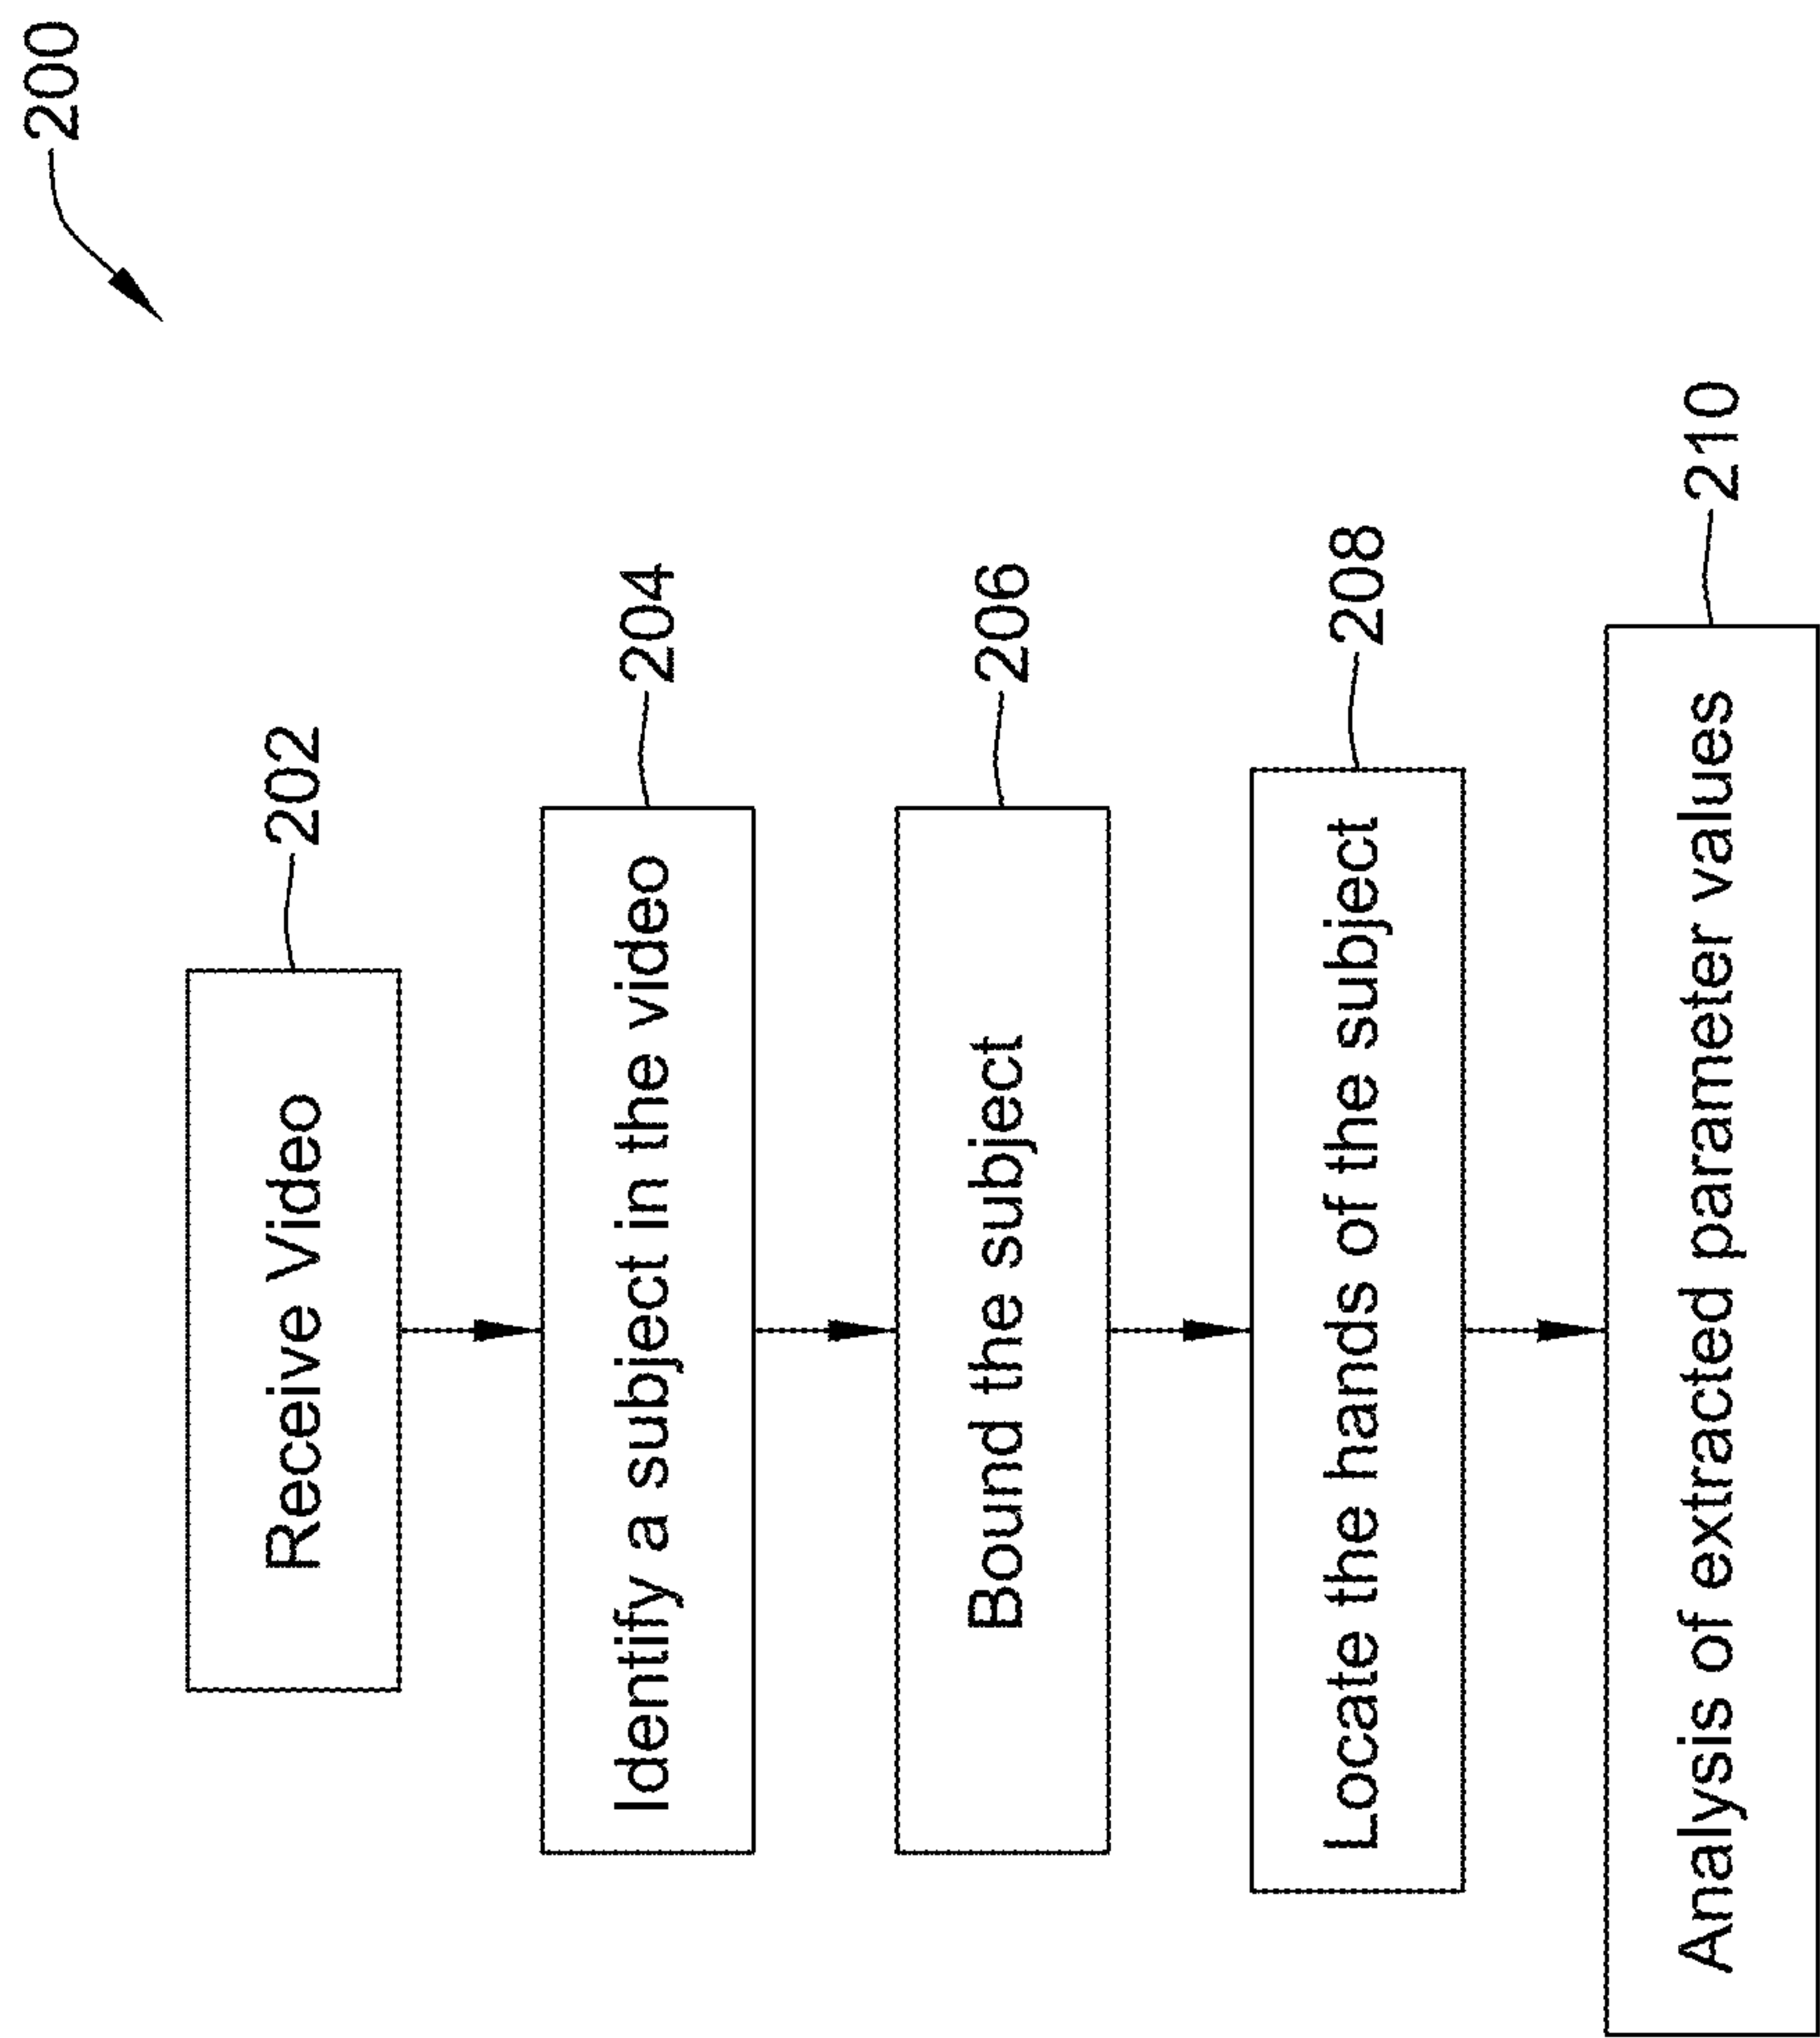 200
Receive Video
202
Identify a subject in the video
204
Bound the subject
206
Locate the hands of the subject
208
Analysis of extracted parameter values
210